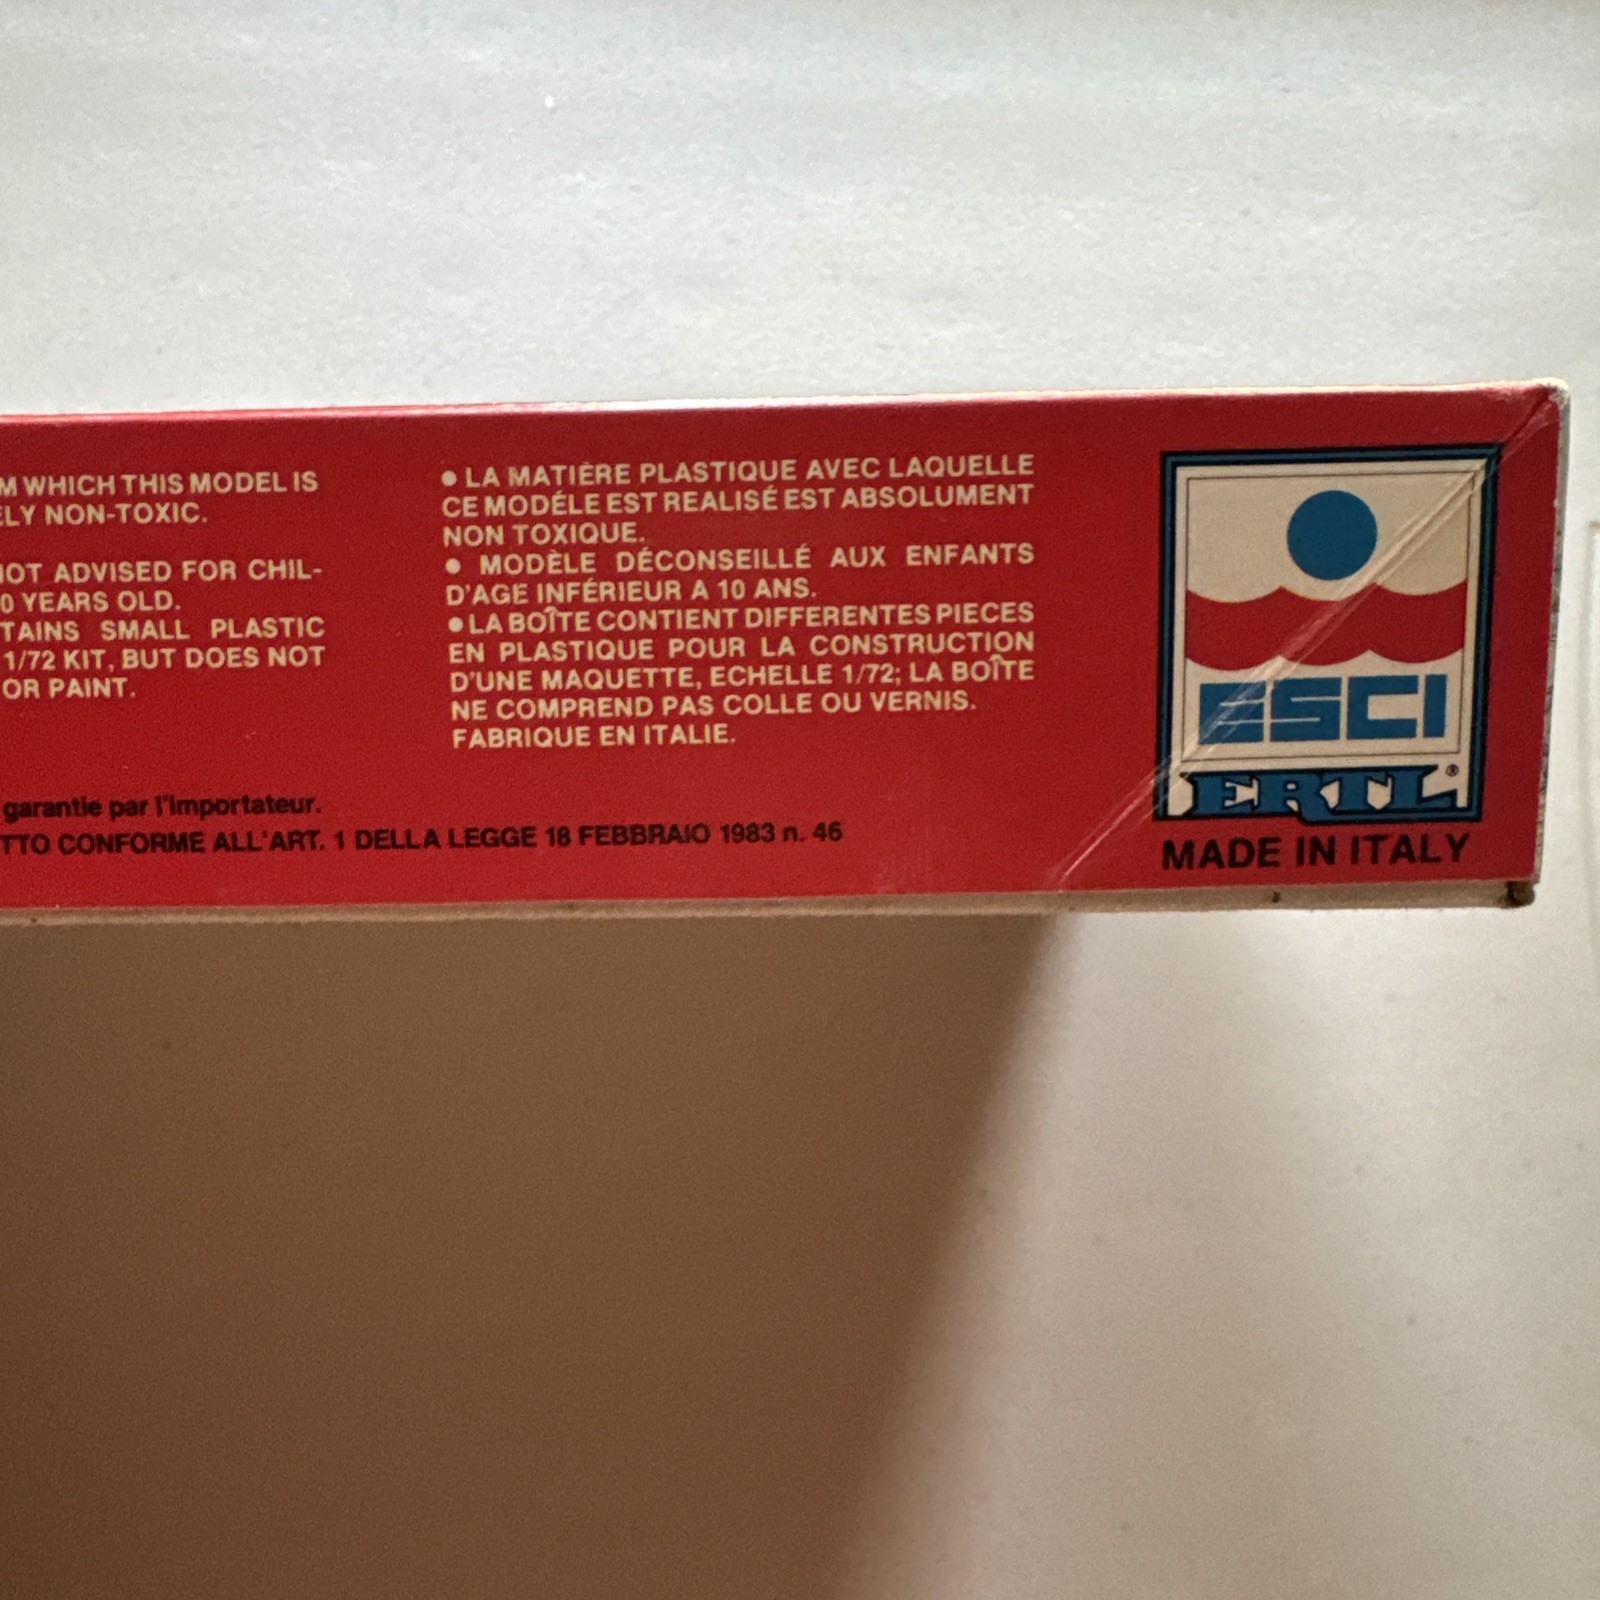 M WHICH THIS MODEL IS
ELY NON-TOXIC.
NOT ADVISED FOR CHIL-
0 YEARS OLD.
TAINS SMALL PLASTIC
1/72 KIT, BUT DOES NOT
OR PAINT.
● LA MATIÈRE PLASTIQUE AVEC LAQUELLE
CE MODÉLE EST REALISÉ EST ABSOLUMENT
NON TOXIQUE.
● MODÈLE DÉCONSEILLÉ AUX ENFANTS
D'AGE INFÉRIEUR A 10 ANS.
● LA BOÎTE CONTIENT DIFFERENTES PIECES
EN PLASTIQUE POUR LA CONSTRUCTION
D'UNE MAQUETTE, ECHELLE 1/72; LA BOÎTE
NE COMPREND PAS COLLE OU VERNIS.
FABRIQUE EN ITALIE.
garantie par l'importateur.
TTO CONFORME ALL'ART. 1 DELLA LEGGE 18 FEBBRAIO 1983 n. 46
ESCI
ERTL®
MADE IN ITALY